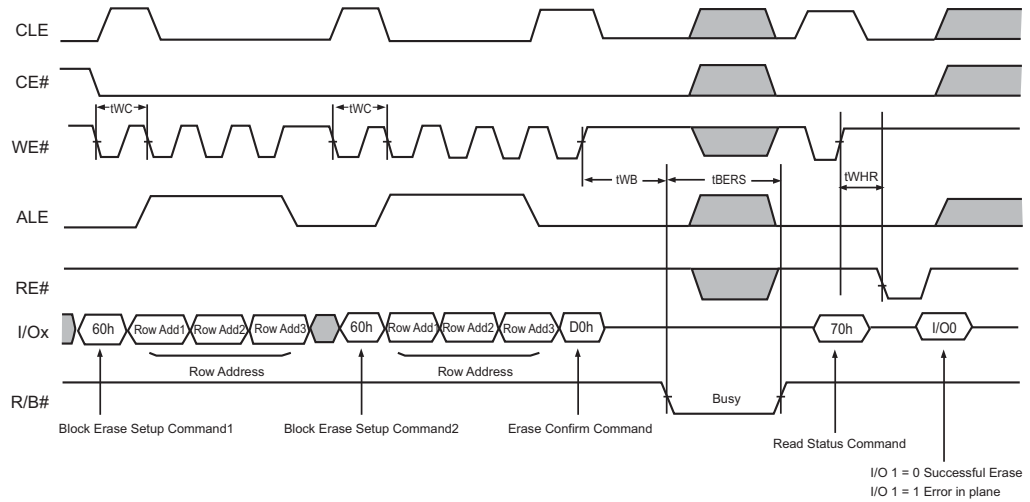 CLE
CE#
tWC
tWC
WE#
tWB
tBERS
tWHR
ALE
RE#
I/Ox
60h
Row Add1
Row Add2
Row Add3
60h
Row Add1
Row Add2
Row Add3
D0h
70h
I/O0
Row Address
Row Address
R/B#
Busy
Block Erase Setup Command1
Block Erase Setup Command2
Erase Confirm Command
Read Status Command
I/O 1 = 0 Successful Erase
I/O 1 = 1 Error in plane